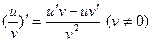 (u/v)' = (u'v - uv')/v² (v ≠ 0)